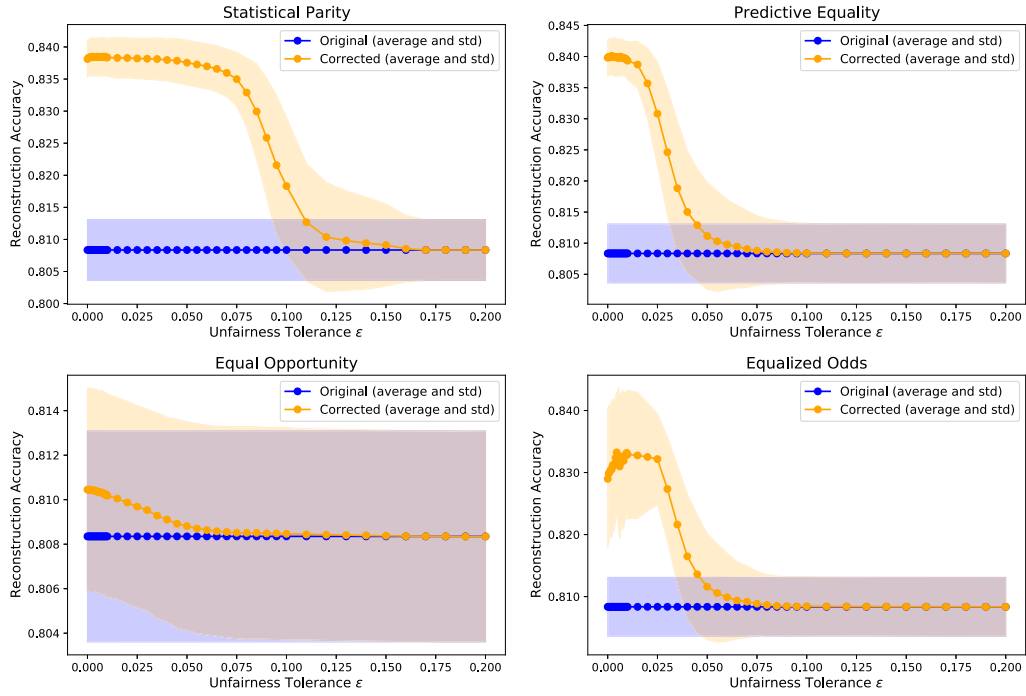 Statistical Parity
Reconstruction Accuracy
0.840
0.835
0.830
0.825
0.820
0.815
0.810
0.805
0.800
Original (average and std)
Corrected (average and std)
0.000 0.025 0.050 0.075 0.100 0.125 0.150 0.175 0.200
Unfairness Tolerance ε
Predictive Equality
Reconstruction Accuracy
0.845
0.840
0.835
0.830
0.825
0.820
0.815
0.810
0.805
Original (average and std)
Corrected (average and std)
0.000 0.025 0.050 0.075 0.100 0.125 0.150 0.175 0.200
Unfairness Tolerance ε
Equal Opportunity
Reconstruction Accuracy
0.814
0.812
0.810
0.808
0.806
0.804
Original (average and std)
Corrected (average and std)
0.000 0.025 0.050 0.075 0.100 0.125 0.150 0.175 0.200
Unfairness Tolerance ε
Equalized Odds
Reconstruction Accuracy
0.840
0.830
0.820
0.810
Original (average and std)
Corrected (average and std)
0.000 0.025 0.050 0.075 0.100 0.125 0.150 0.175 0.200
Unfairness Tolerance ε